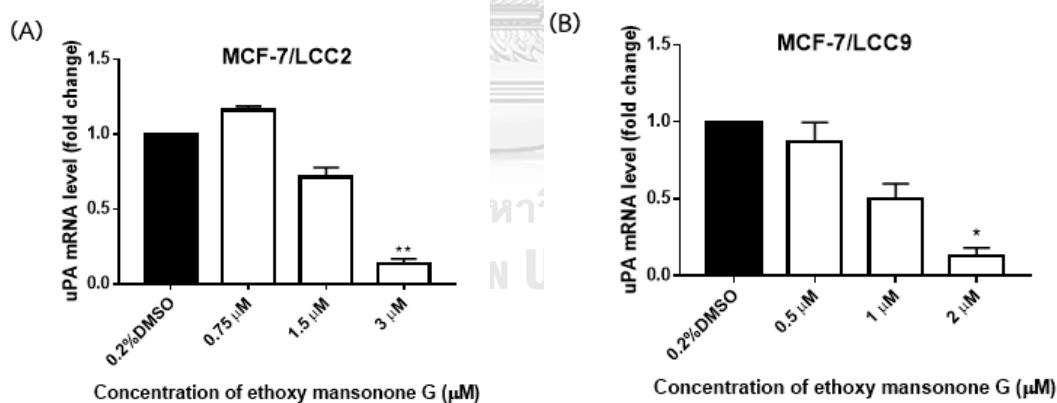 (A)
MCF-7/LCC2
uPA mRNA level (fold change)
1.5
1.0
0.5
0.0
0.2%DMSO
0.75 μM
1.5 μM
3 μM
**
Concentration of ethoxy mansonone G (μM)
(B)
MCF-7/LCC9
uPA mRNA level (fold change)
1.5
1.0
0.5
0.0
0.2%DMSO
0.5 μM
1 μM
2 μM
*
Concentration of ethoxy mansonone G (μM)